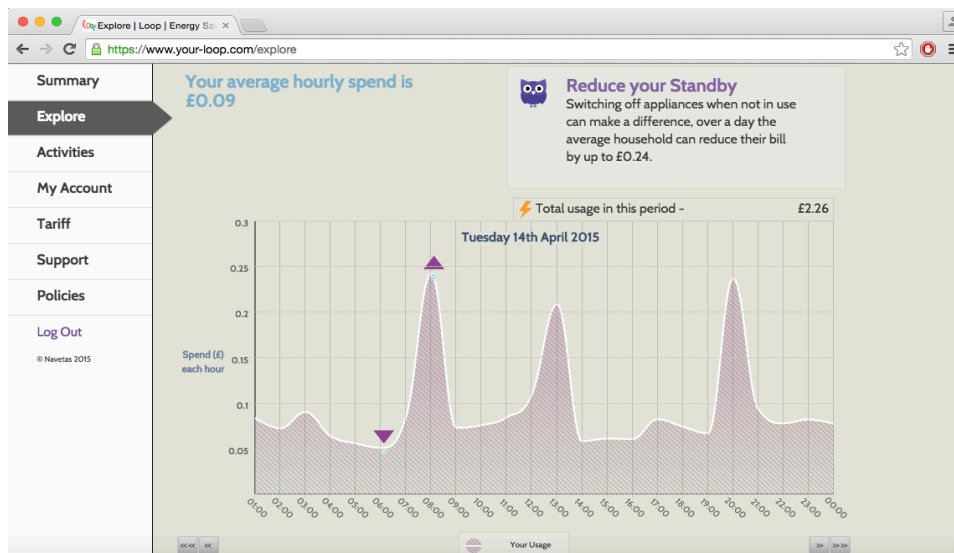 Explore | Loop | Energy Sav
https://www.your-loop.com/explore
Summary
Explore
Activities
My Account
Tariff
Support
Policies
Log Out
© Navetas 2015
Your average hourly spend is
£0.09
Reduce your Standby
Switching off appliances when not in use
can make a difference, over a day the
average household can reduce their bill
by up to £0.24.
Total usage in this period - £2.26
Tuesday 14th April 2015
0.3
0.25
0.2
0.15
0.1
0.05
Spend (£)
each hour
01:00 02:00 03:00 04:00 05:00 06:00 07:00 08:00 09:00 10:00 11:00 12:00 13:00 14:00 15:00 16:00 17:00 18:00 19:00 20:00 21:00 22:00 23:00 00:00
<<< << >> >>>
Your Usage